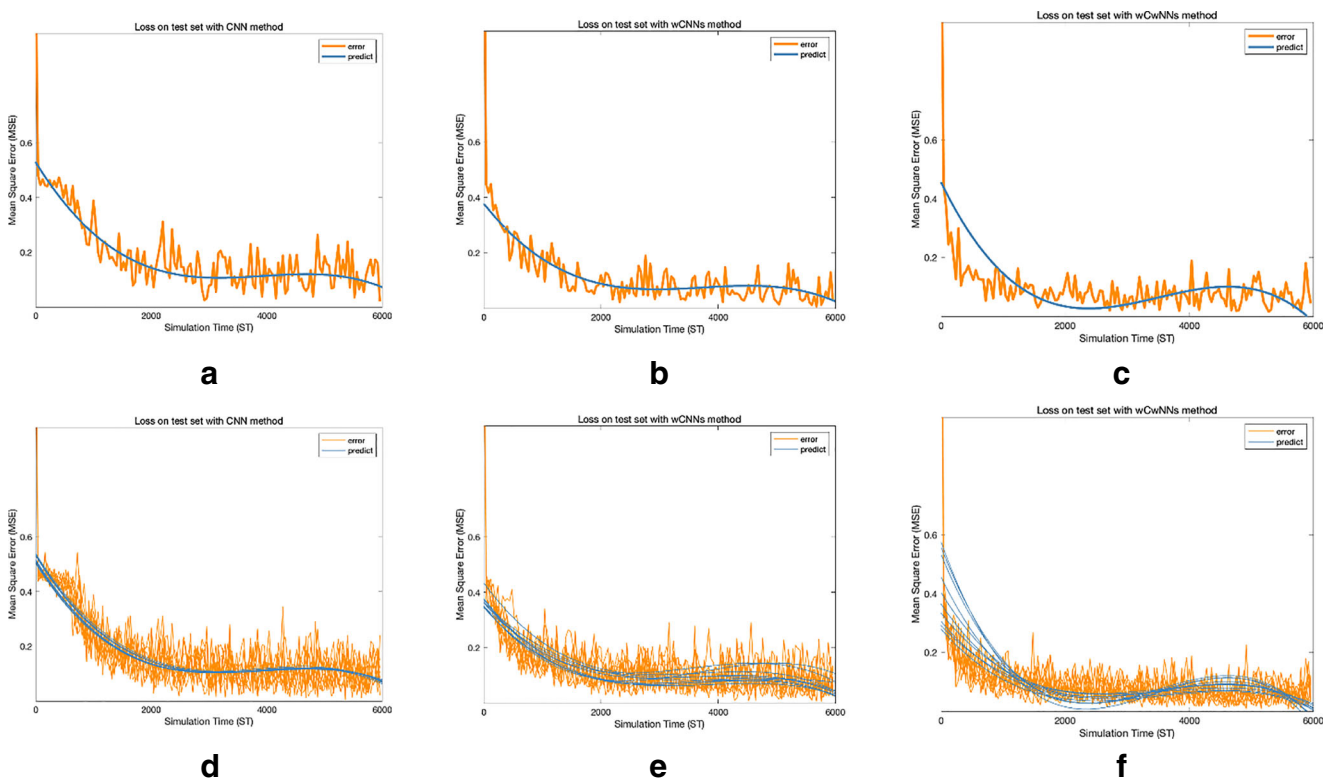 Loss on test set with CNN method
error
predict
Mean Square Error (MSE)
0.6
0.4
0.2
0 2000 4000 6000
Simulation Time (ST)
a
Loss on test set with wCNNs method
error
predict
Mean Square Error (MSE)
0.6
0.4
0.2
0 2000 4000 6000
Simulation Time (ST)
b
Loss on test set with wCwNNs method
error
predict
Mean Square Error (MSE)
0.6
0.4
0.2
0 2000 4000 6000
Simulation Time (ST)
c
Loss on test set with CNN method
error
predict
Mean Square Error (MSE)
0.6
0.4
0.2
0 2000 4000 6000
Simulation Time (ST)
d
Loss on test set with wCNNs method
error
predict
Mean Square Error (MSE)
0.6
0.4
0.2
0 2000 4000 6000
Simulation Time (ST)
e
Loss on test set with wCwNNs method
error
predict
Mean Square Error (MSE)
0.6
0.4
0.2
0 2000 4000 6000
Simulation Time (ST)
f